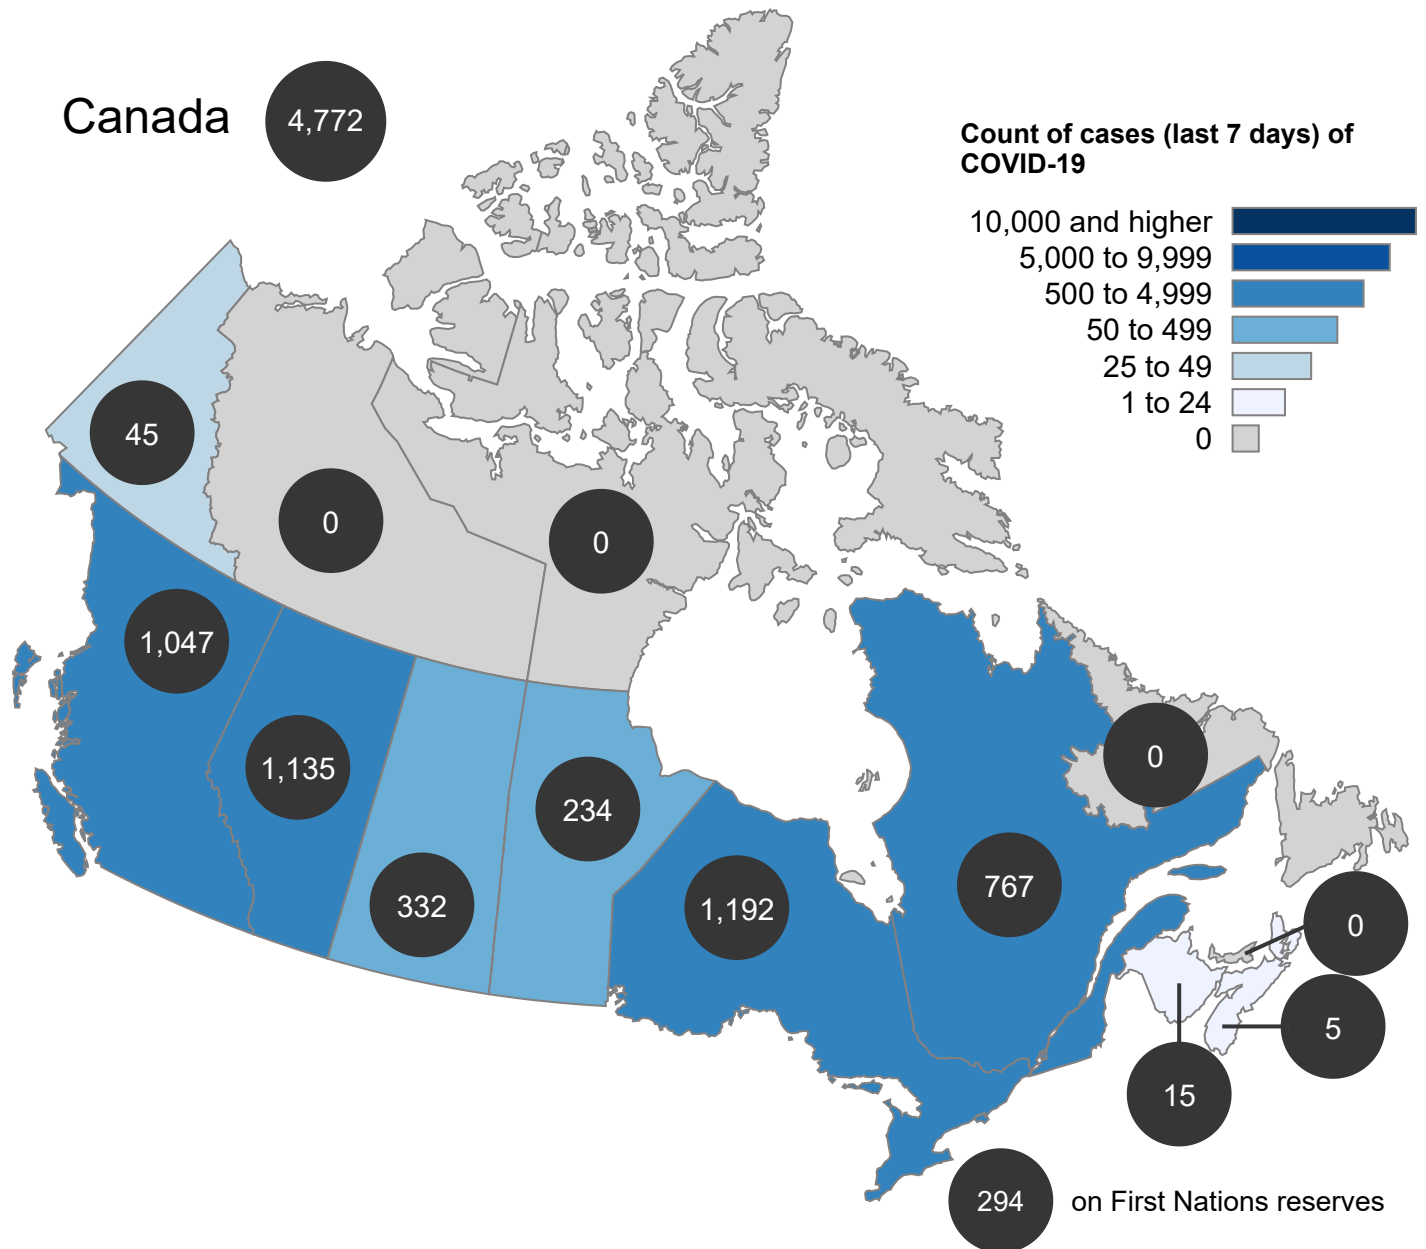 Canada
4,772
Count of cases (last 7 days) of
COVID-19
10,000 and higher
5,000 to 9,999
500 to 4,999
50 to 499
25 to 49
1 to 24
0
45
0
0
1,047
1,135
332
234
1,192
767
0
0
5
15
294
on First Nations reserves